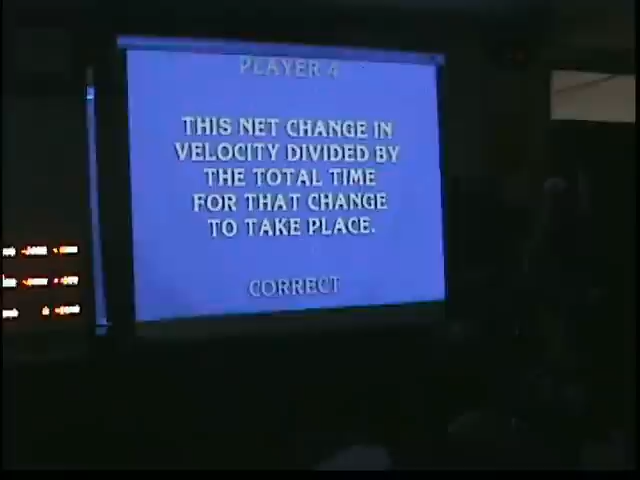 PLAYER 4
THIS NET CHANGE IN
VELOCITY DIVIDED BY
THE TOTAL TIME
FOR THAT CHANGE
TO TAKE PLACE.
CORRECT